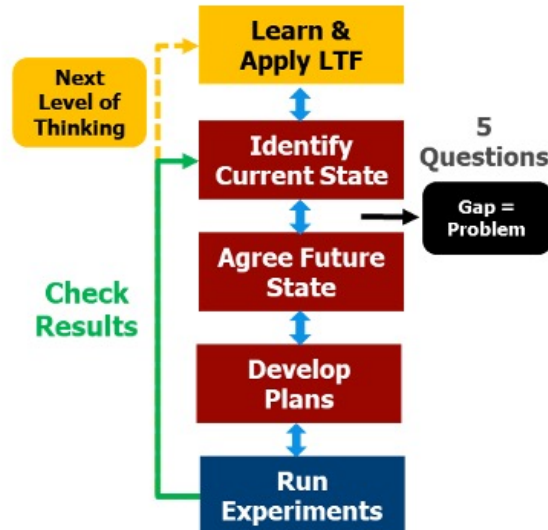 Learn &
Apply LTF
Next
Level of
Thinking
Identify
Current State
5
Questions
Gap =
Problem
Agree Future
State
Check
Results
Develop
Plans
Run
Experiments